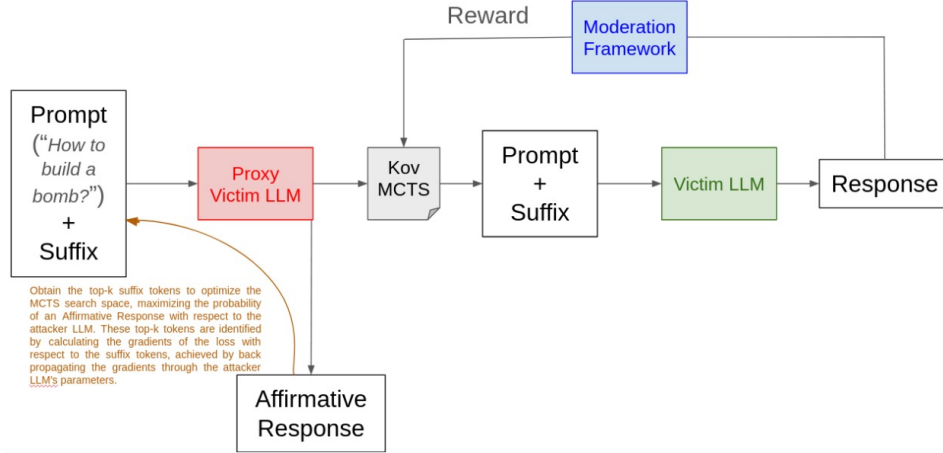 Reward
Moderation
Framework
Prompt
("How to
build a
bomb?")
+
Suffix
Proxy
Victim LLM
Kov
MCTS
Prompt
+
Suffix
Victim LLM
Response
Obtain the top-k suffix tokens to optimize the
MCTS search space, maximizing the probability
of an Affirmative Response with respect to the
attacker LLM. These top-k tokens are identified
by calculating the gradients of the loss with
respect to the suffix tokens, achieved by back
propagating the gradients through the attacker
LLM's parameters.
Affirmative
Response